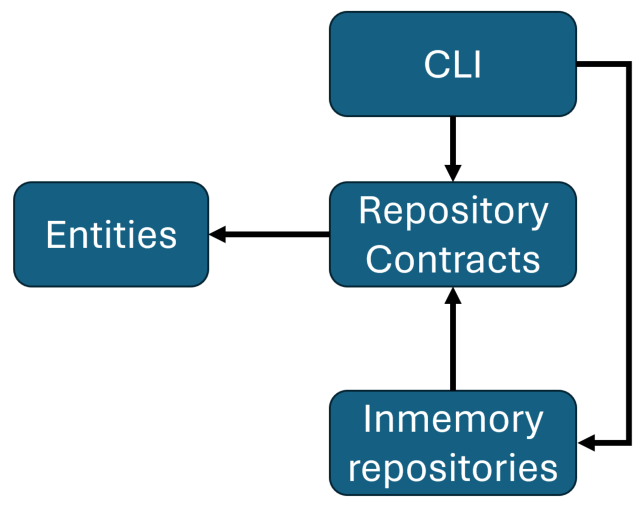 CLI
Entities
Repository
Contracts
Inmemory
repositories